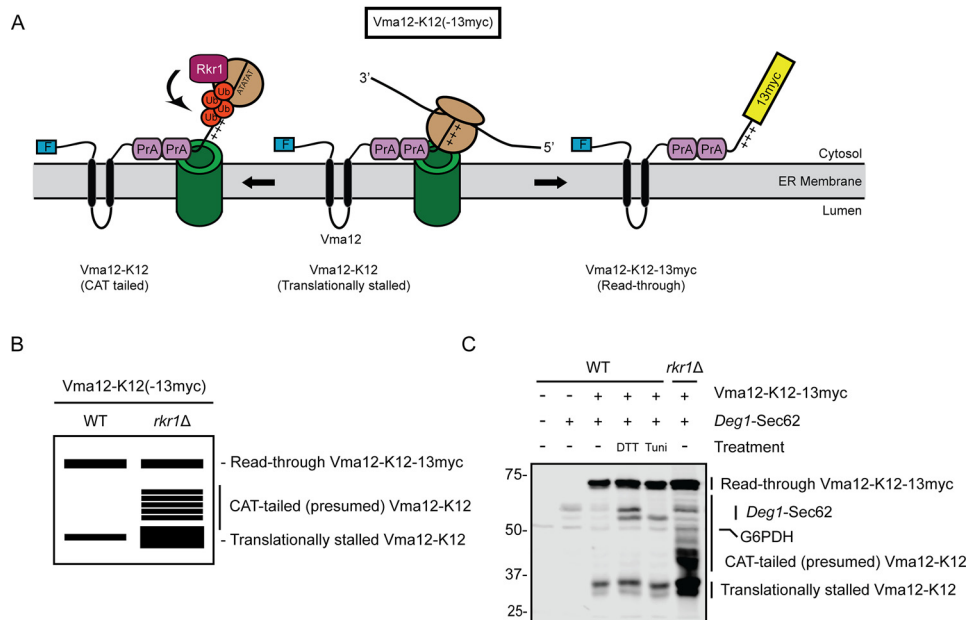 A
Vma12-K12(-13myc)
Rkr1
ATATAT
Ub
Ub
Ub
Ub
+++
F
PrA PrA
3’
5’
+++
F
PrA PrA
13myc
+++
F
PrA PrA
Cytosol
ER Membrane
Lumen
Vma12
Vma12-K12
(CAT tailed)
Vma12-K12
(Translationally stalled)
Vma12-K12-13myc
(Read-through)
B
Vma12-K12(-13myc)
WT rkr1Δ
- Read-through Vma12-K12-13myc
CAT-tailed (presumed) Vma12-K12
- Translationally stalled Vma12-K12
C
WT rkr1Δ
- - + + + + Vma12-K12-13myc
- + + + + + Deg1-Sec62
- - - DTT Tuni - Treatment
75-
50-
37-
25-
Read-through Vma12-K12-13myc
Deg1-Sec62
G6PDH
CAT-tailed (presumed) Vma12-K12
Translationally stalled Vma12-K12